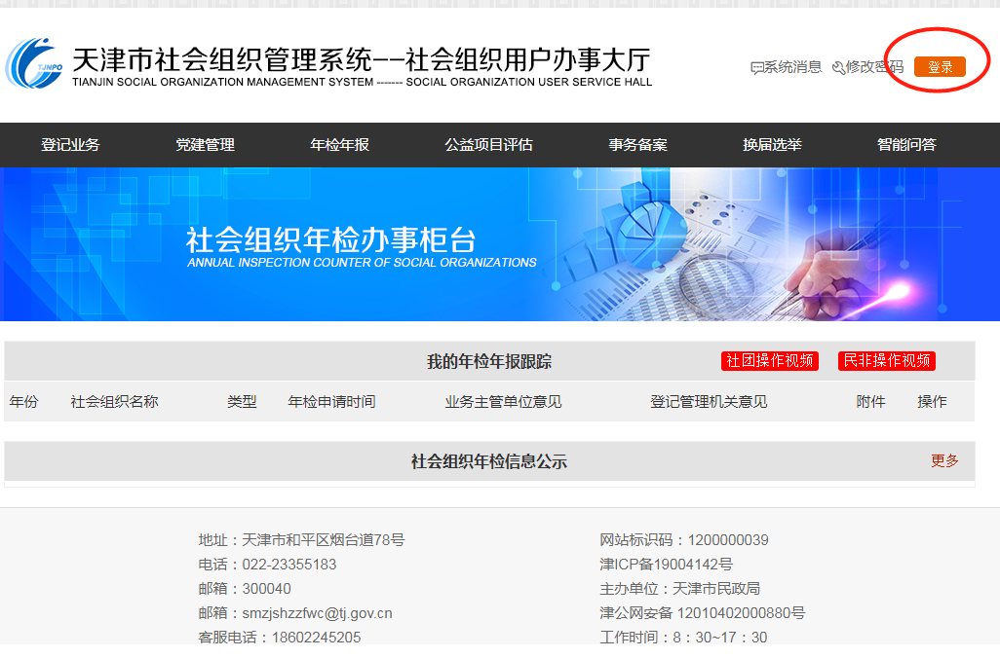 TJNPO
天津市社会组织管理系统——社会组织用户办事大厅
TIANJIN SOCIAL ORGANIZATION MANAGEMENT SYSTEM ------- SOCIAL ORGANIZATION USER SERVICE HALL
系统消息 修改密码 登录
登记业务 党建管理 年检年报 公益项目评估 事务备案 换届选举 智能问答
社会组织年检办事柜台
ANNUAL INSPECTION COUNTER OF SOCIAL ORGANIZATIONS
我的年检年报跟踪 社团操作视频 民非操作视频
年份 社会组织名称 类型 年检申请时间 业务主管单位意见 登记管理机关意见 附件 操作
社会组织年检信息公示 更多
地址：天津市和平区烟台道78号
电话：022-23355183
邮箱：300040
邮箱：smzjshzzfwc@tj.gov.cn
客服电话：18602245205
网站标识码：1200000039
津ICP备19004142号
主办单位：天津市民政局
津公网安备 12010402000880号
工作时间：8：30~17：30